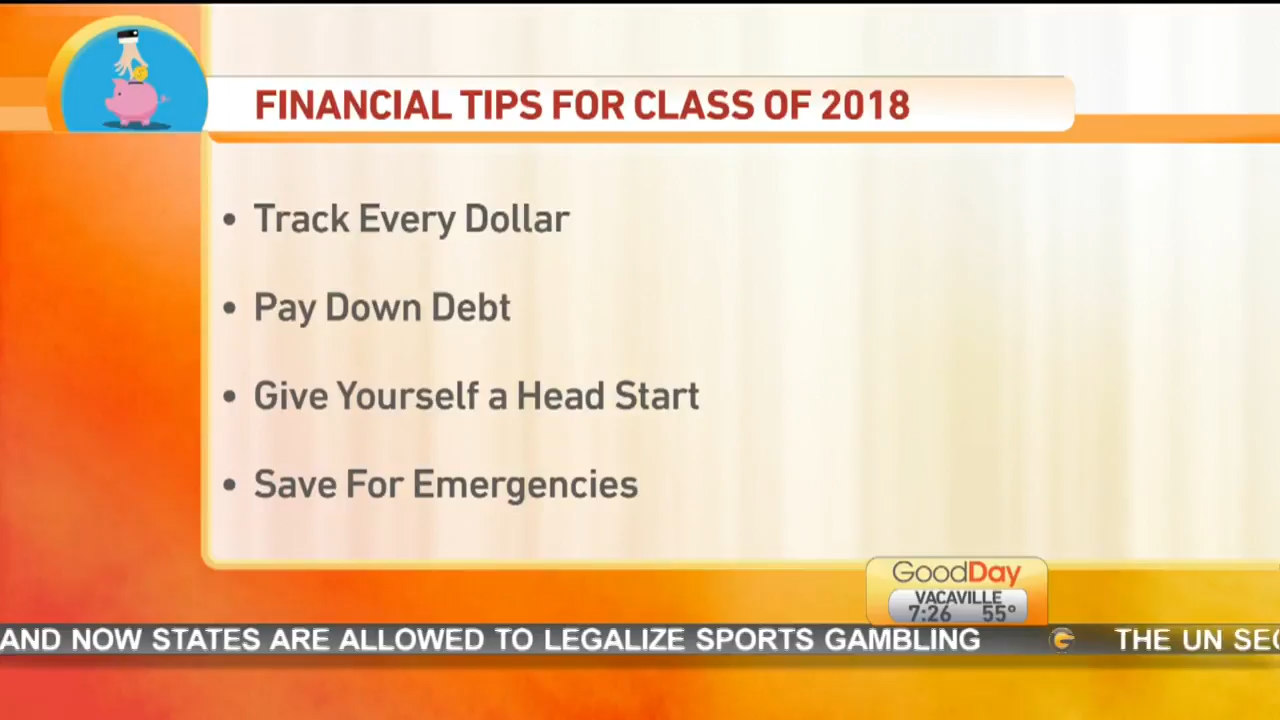 FINANCIAL TIPS FOR CLASS OF 2018
• Track Every Dollar
• Pay Down Debt
• Give Yourself a Head Start
• Save For Emergencies
GoodDay
VACAVILLE
7:26 55°
AND NOW STATES ARE ALLOWED TO LEGALIZE SPORTS GAMBLING THE UN SEC